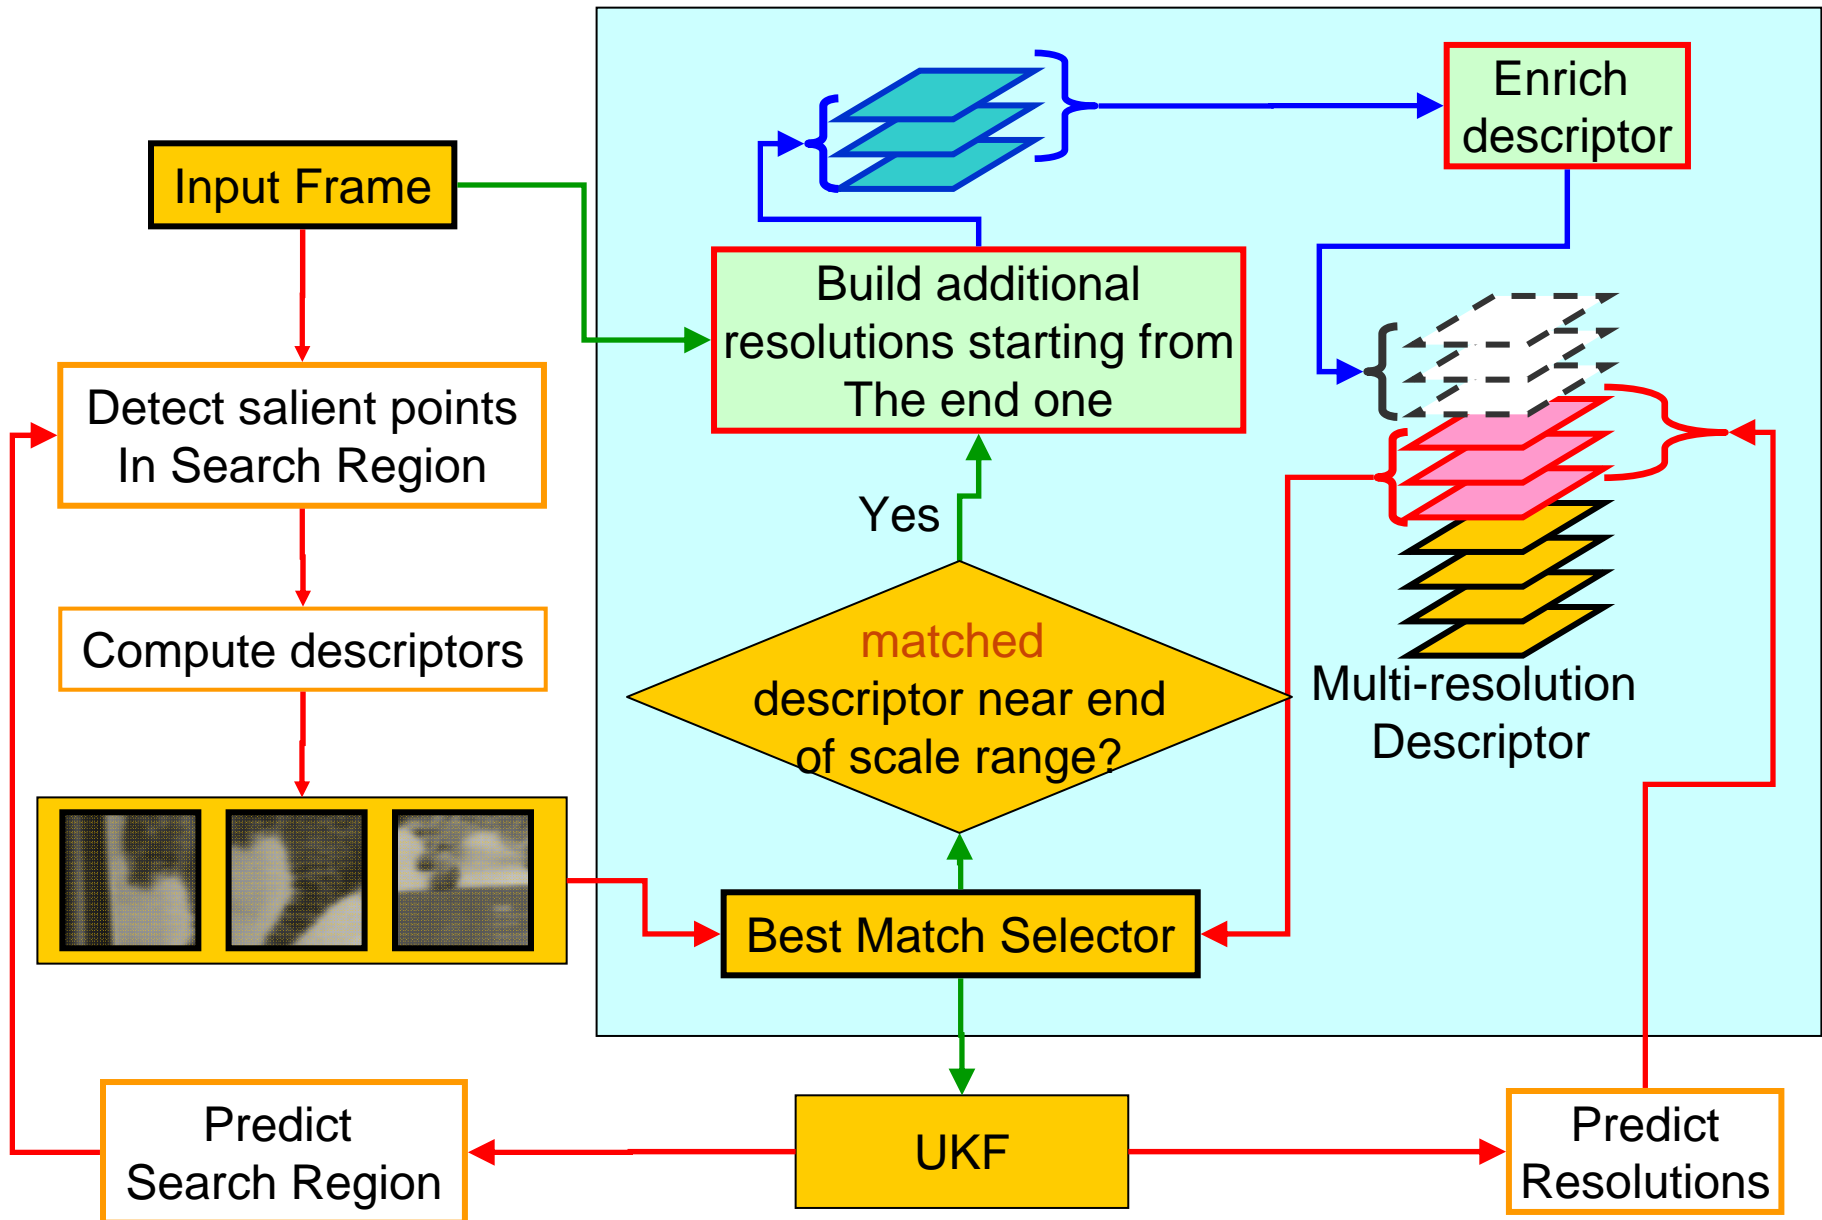 Enrich
descriptor
Input Frame
Build additional
resolutions starting from
The end one
Detect salient points
In Search Region
Yes
matched
descriptor near end
of scale range?
Compute descriptors
Multi-resolution
Descriptor
Best Match Selector
Predict
Search Region
UKF
Predict
Resolutions